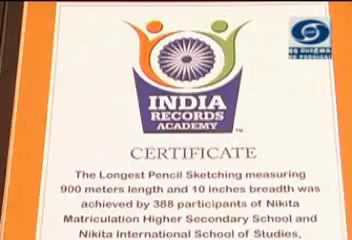 INDIA
RECORDS
ACADEMY
TM
CERTIFICATE
The Longest Pencil Sketching measuring
900 meters length and 10 inches breadth was
achieved by 388 participants of Nikita
Matriculation Higher Secondary School and
Nikita International School of Studies,